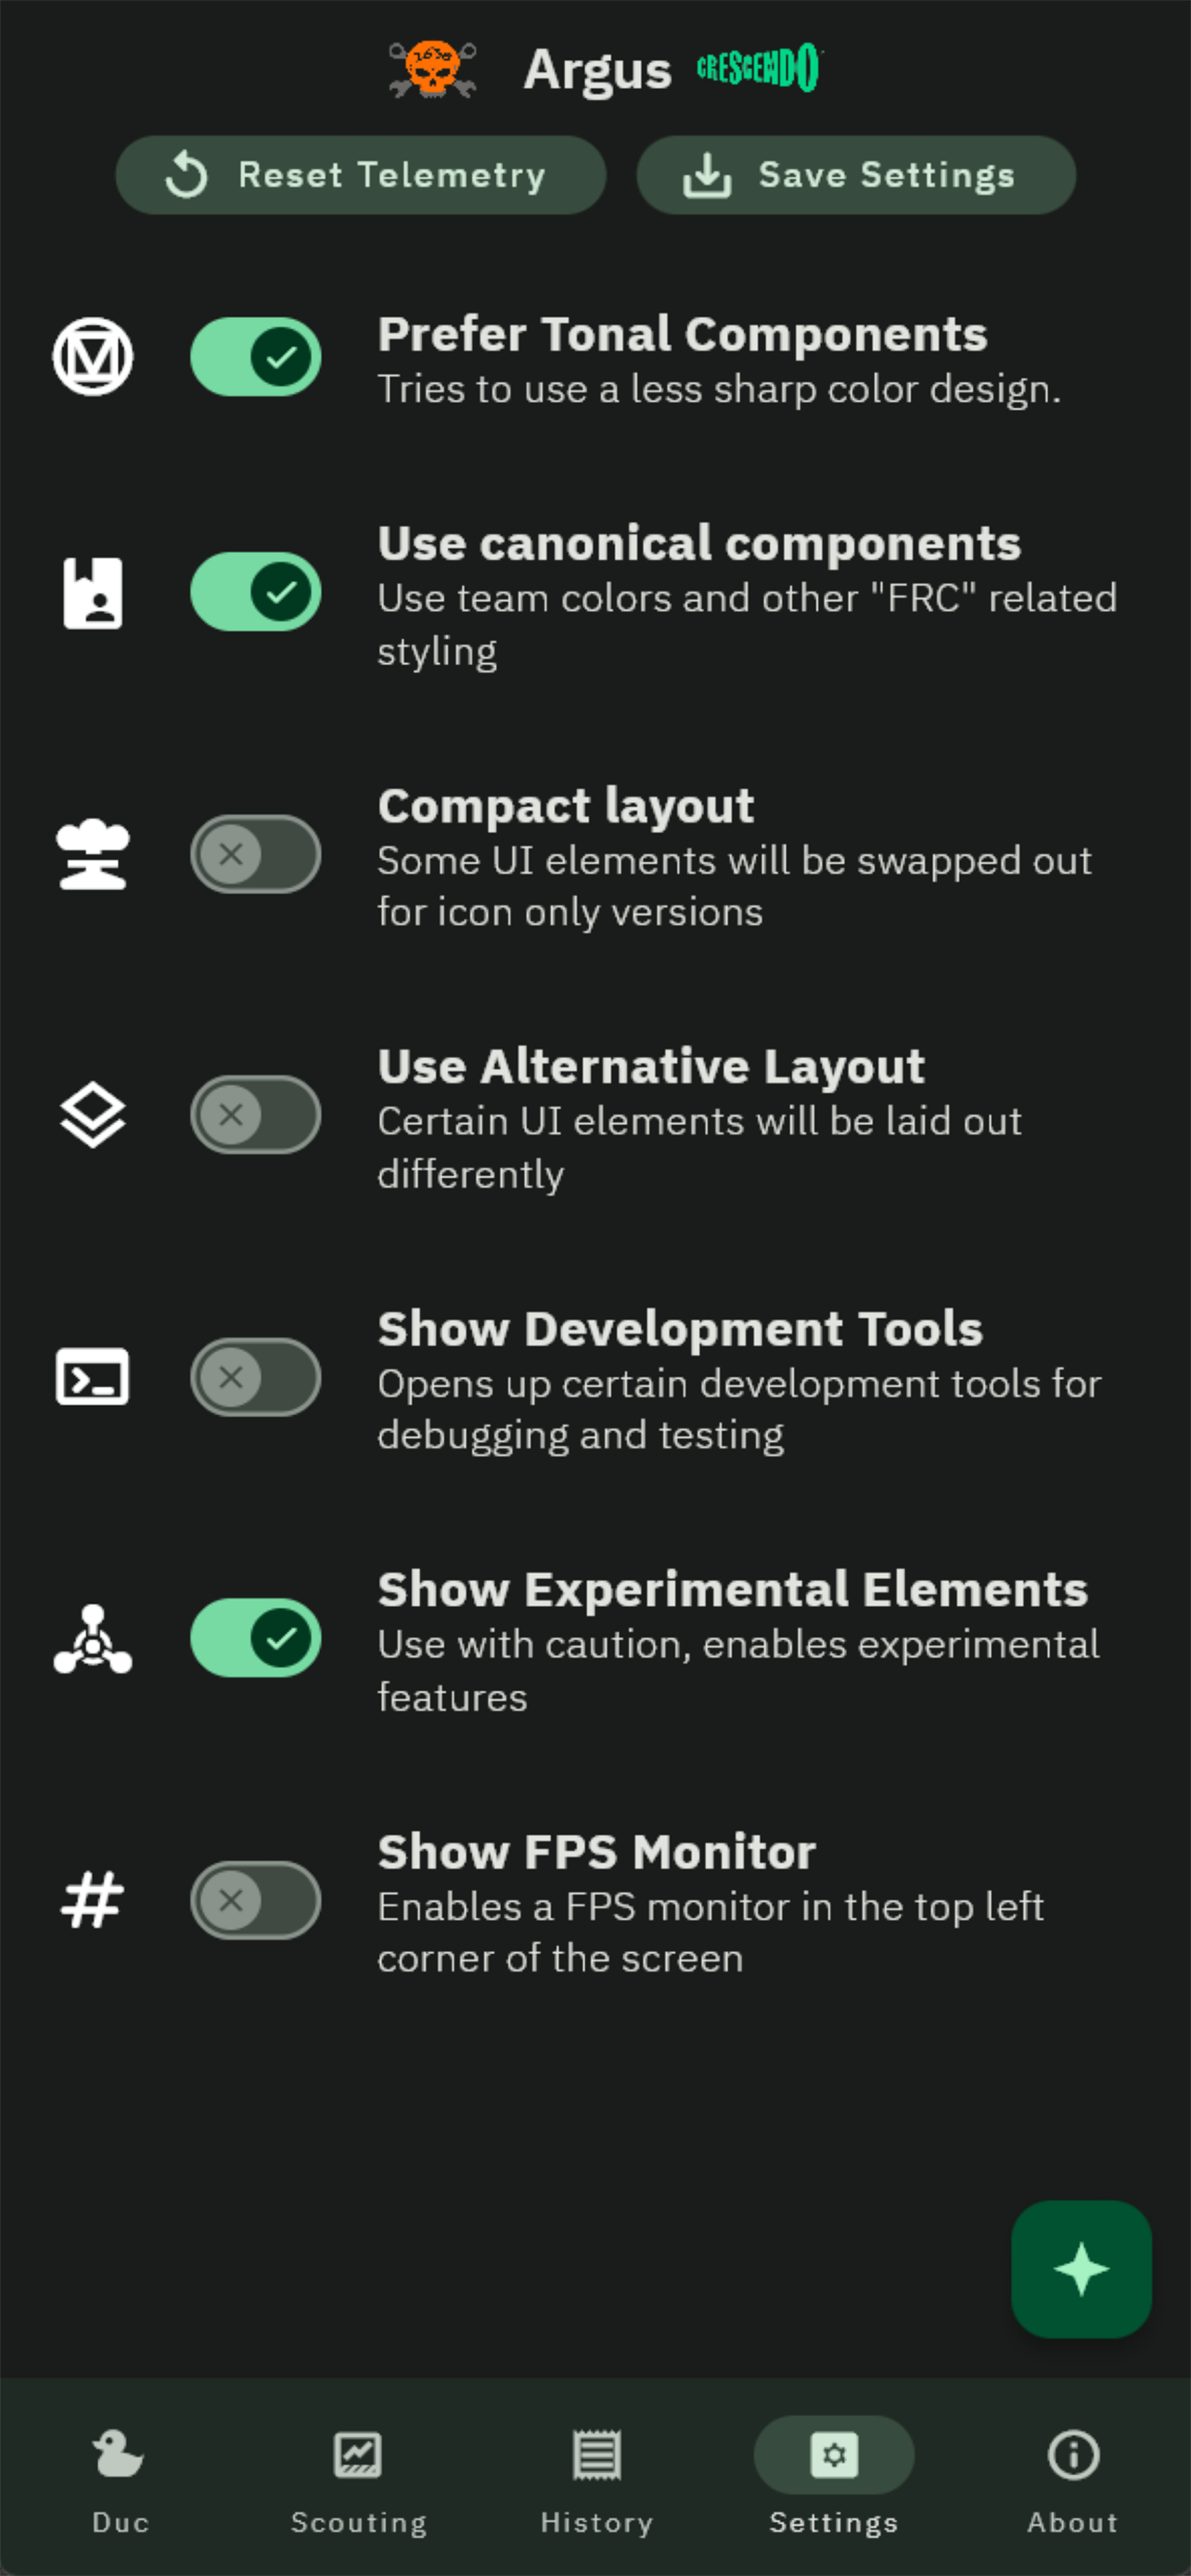 2638
Argus CRESCENDO
Reset Telemetry
Save Settings
Prefer Tonal Components
Tries to use a less sharp color design.
Use canonical components
Use team colors and other "FRC" related
styling
Compact layout
Some UI elements will be swapped out
for icon only versions
Use Alternative Layout
Certain UI elements will be laid out
differently
Show Development Tools
Opens up certain development tools for
debugging and testing
Show Experimental Elements
Use with caution, enables experimental
features
Show FPS Monitor
Enables a FPS monitor in the top left
corner of the screen
Duc
Scouting
History
Settings
About